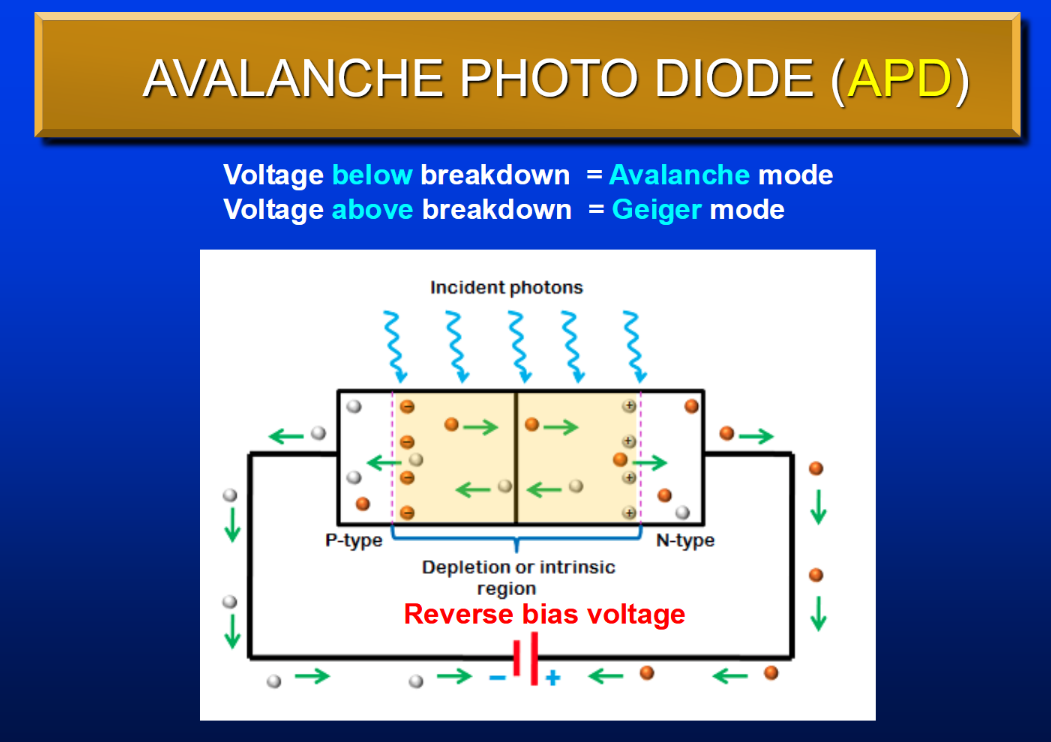 AVALANCHE PHOTO DIODE (APD)
Voltage below breakdown = Avalanche mode
Voltage above breakdown = Geiger mode
Incident photons
P-type
N-type
Depletion or intrinsic
region
Reverse bias voltage
− +